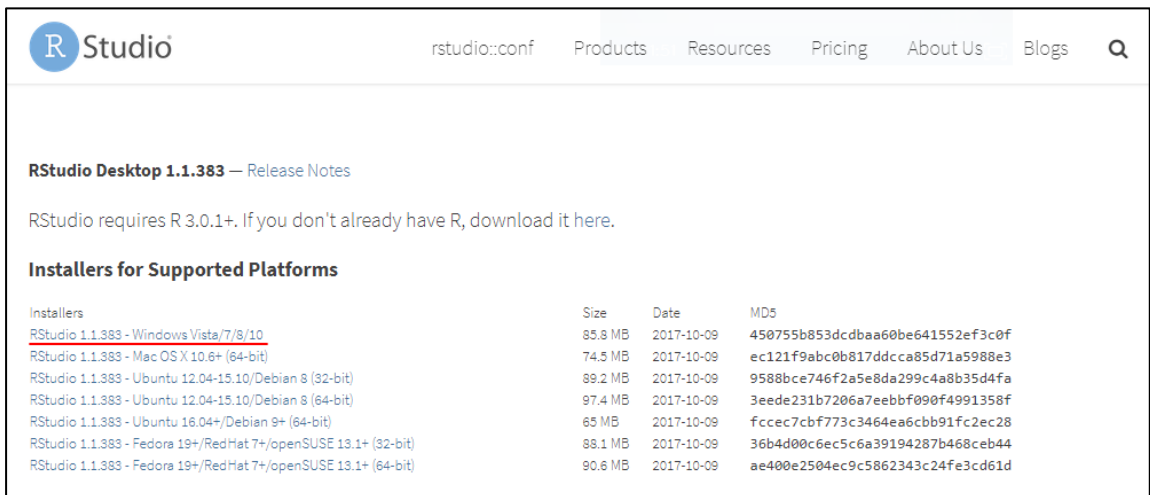 R Studio®
rstudio::conf Products Resources Pricing About Us Blogs
RStudio Desktop 1.1.383 — Release Notes
RStudio requires R 3.0.1+. If you don't already have R, download it here.
Installers for Supported Platforms
Installers Size Date MD5
RStudio 1.1.383 - Windows Vista/7/8/10 85.8 MB 2017-10-09 450755b853dcdbaa60be641552ef3c0f
RStudio 1.1.383 - Mac OS X 10.6+ (64-bit) 74.5 MB 2017-10-09 ec121f9abc0b817ddcca85d71a5988e3
RStudio 1.1.383 - Ubuntu 12.04-15.10/Debian 8 (32-bit) 89.2 MB 2017-10-09 9588bce746f2a5e8da299c4a8b35d4fa
RStudio 1.1.383 - Ubuntu 12.04-15.10/Debian 8 (64-bit) 97.4 MB 2017-10-09 3eede231b7206a7eebbf090f4991358f
RStudio 1.1.383 - Ubuntu 16.04+/Debian 9+ (64-bit) 65 MB 2017-10-09 fccec7cbf773c3464ea6cbb91fc2ec28
RStudio 1.1.383 - Fedora 19+/RedHat 7+/openSUSE 13.1+ (32-bit) 88.1 MB 2017-10-09 36b4d00c6ec5c6a39194287b468ceb44
RStudio 1.1.383 - Fedora 19+/RedHat 7+/openSUSE 13.1+ (64-bit) 90.6 MB 2017-10-09 ae400e2504ec9c5862343c24fe3cd61d